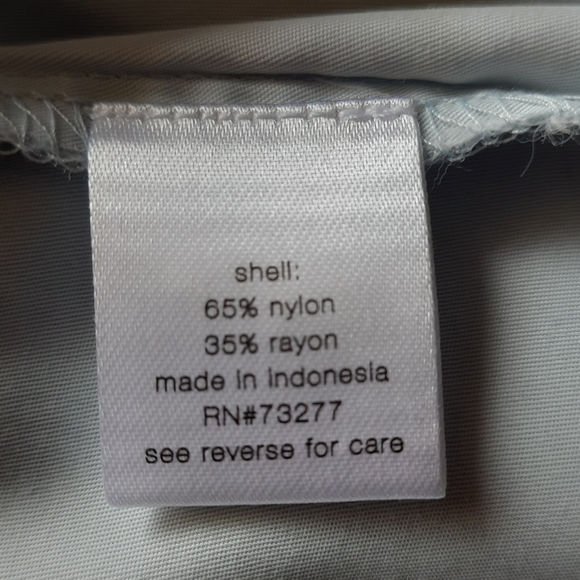 shell:
65% nylon
35% rayon
made in indonesia
RN#73277
see reverse for care